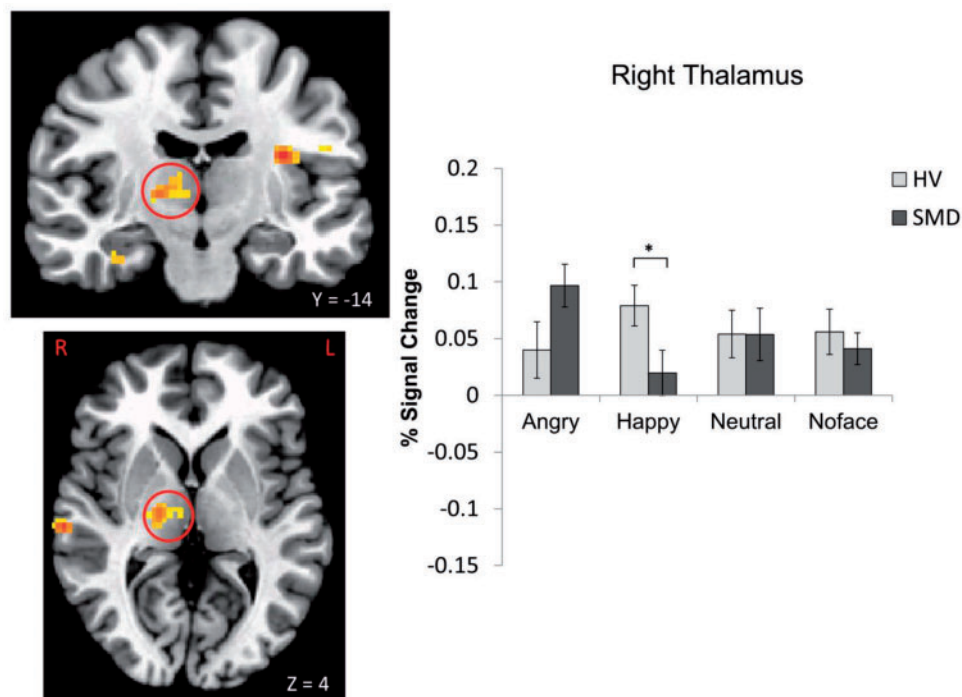 Y = -14
R L
Z = 4
Right Thalamus
% Signal Change
0.2
0.15
0.1
0.05
0
-0.05
-0.1
-0.15
HV
SMD
*
Angry Happy Neutral Noface